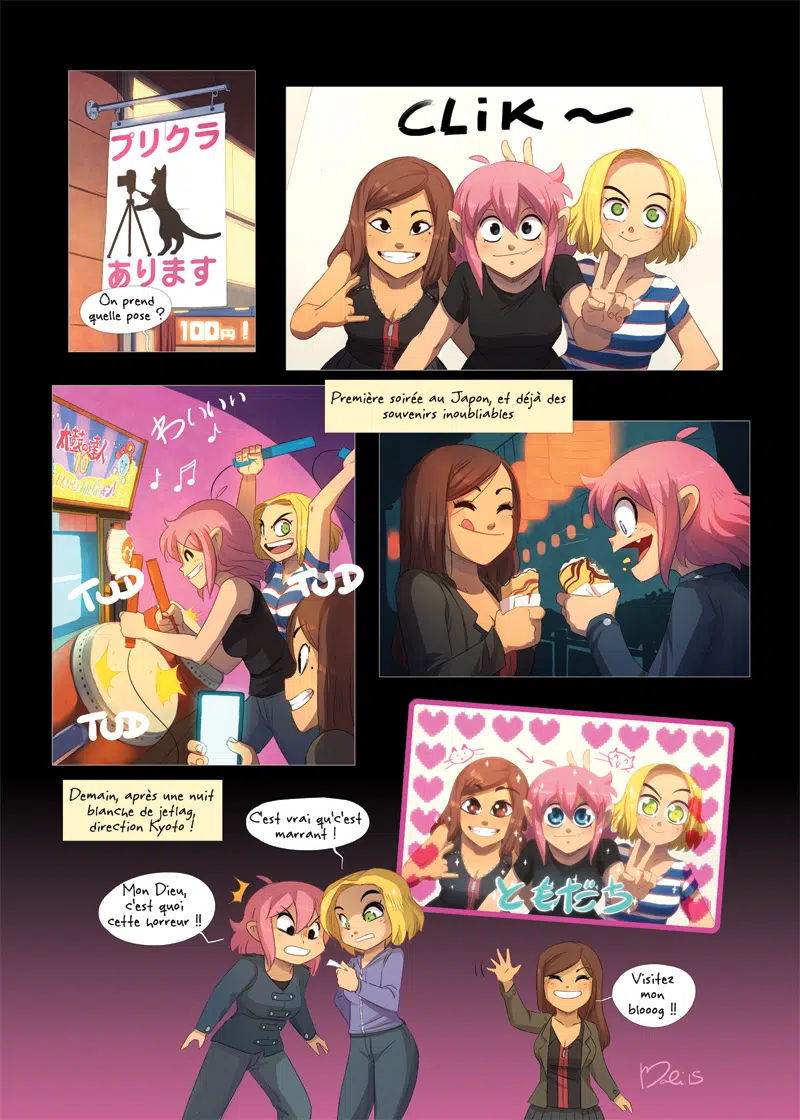 プリクラ
あります
On prend
quelle pose ?
100円!
CLiK ~
Première soirée au Japon, et déjà des
souvenirs inoubliables
わいいいい
TUD
TUD
TUD
Demain, après une nuit
blanche de jetlag,
direction Kyoto !
C'est vrai qu'c'est
marrant !
Mon Dieu,
c'est quoi
cette horreur !!
ともだち
Visitez
mon
blooog !!